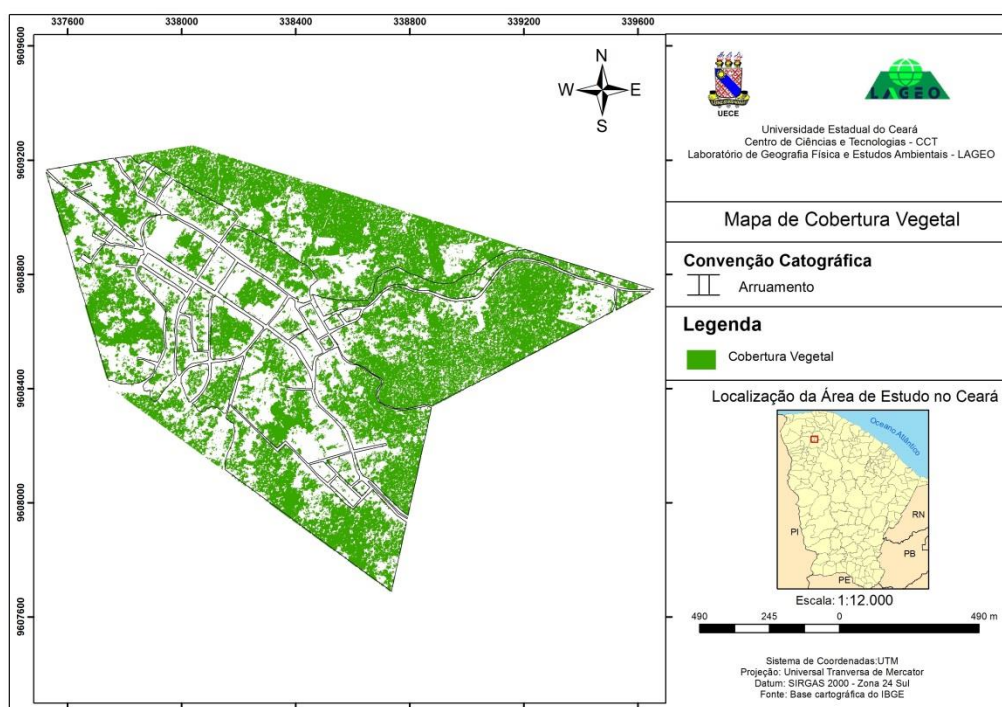 337600 338000 338400 338800 339200 339600
9609600
9609200
9608800
9608400
9608000
9607600
N
W E
S
UECE
LAGEO
Universidade Estadual do Ceará
Centro de Ciências e Tecnologias - CCT
Laboratório de Geografia Física e Estudos Ambientais - LAGEO
Mapa de Cobertura Vegetal
Convenção Catográfica
Arruamento
Legenda
Cobertura Vegetal
Localização da Área de Estudo no Ceará
Oceano Atlântico
RN
PI
PB
PE
Escala: 1:12.000
490 245 0 490 m
Sistema de Coordenadas:UTM
Projeção: Universal Tranversa de Mercator
Datum: SIRGAS 2000 - Zona 24 Sul
Fonte: Base cartográfica do IBGE